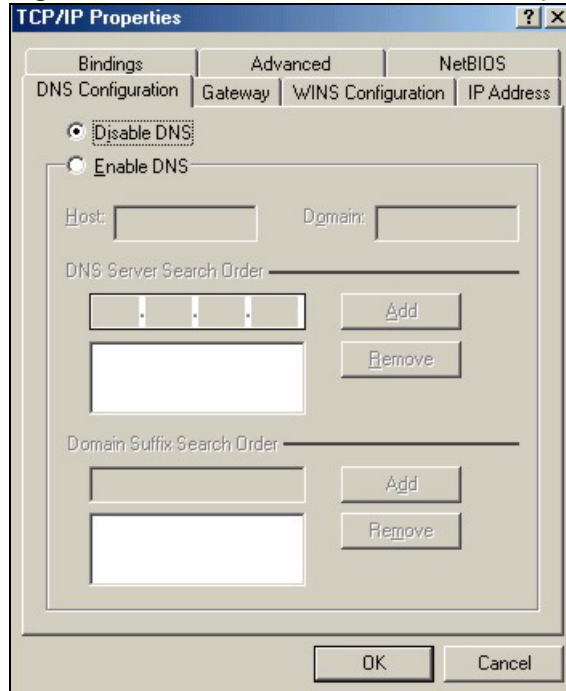 TCP/IP Properties
Bindings Advanced NetBIOS
DNS Configuration Gateway WINS Configuration IP Address
Disable DNS
Enable DNS
Host: Domain:
DNS Server Search Order
Add
Remove
Domain Suffix Search Order
Add
Remove
OK Cancel